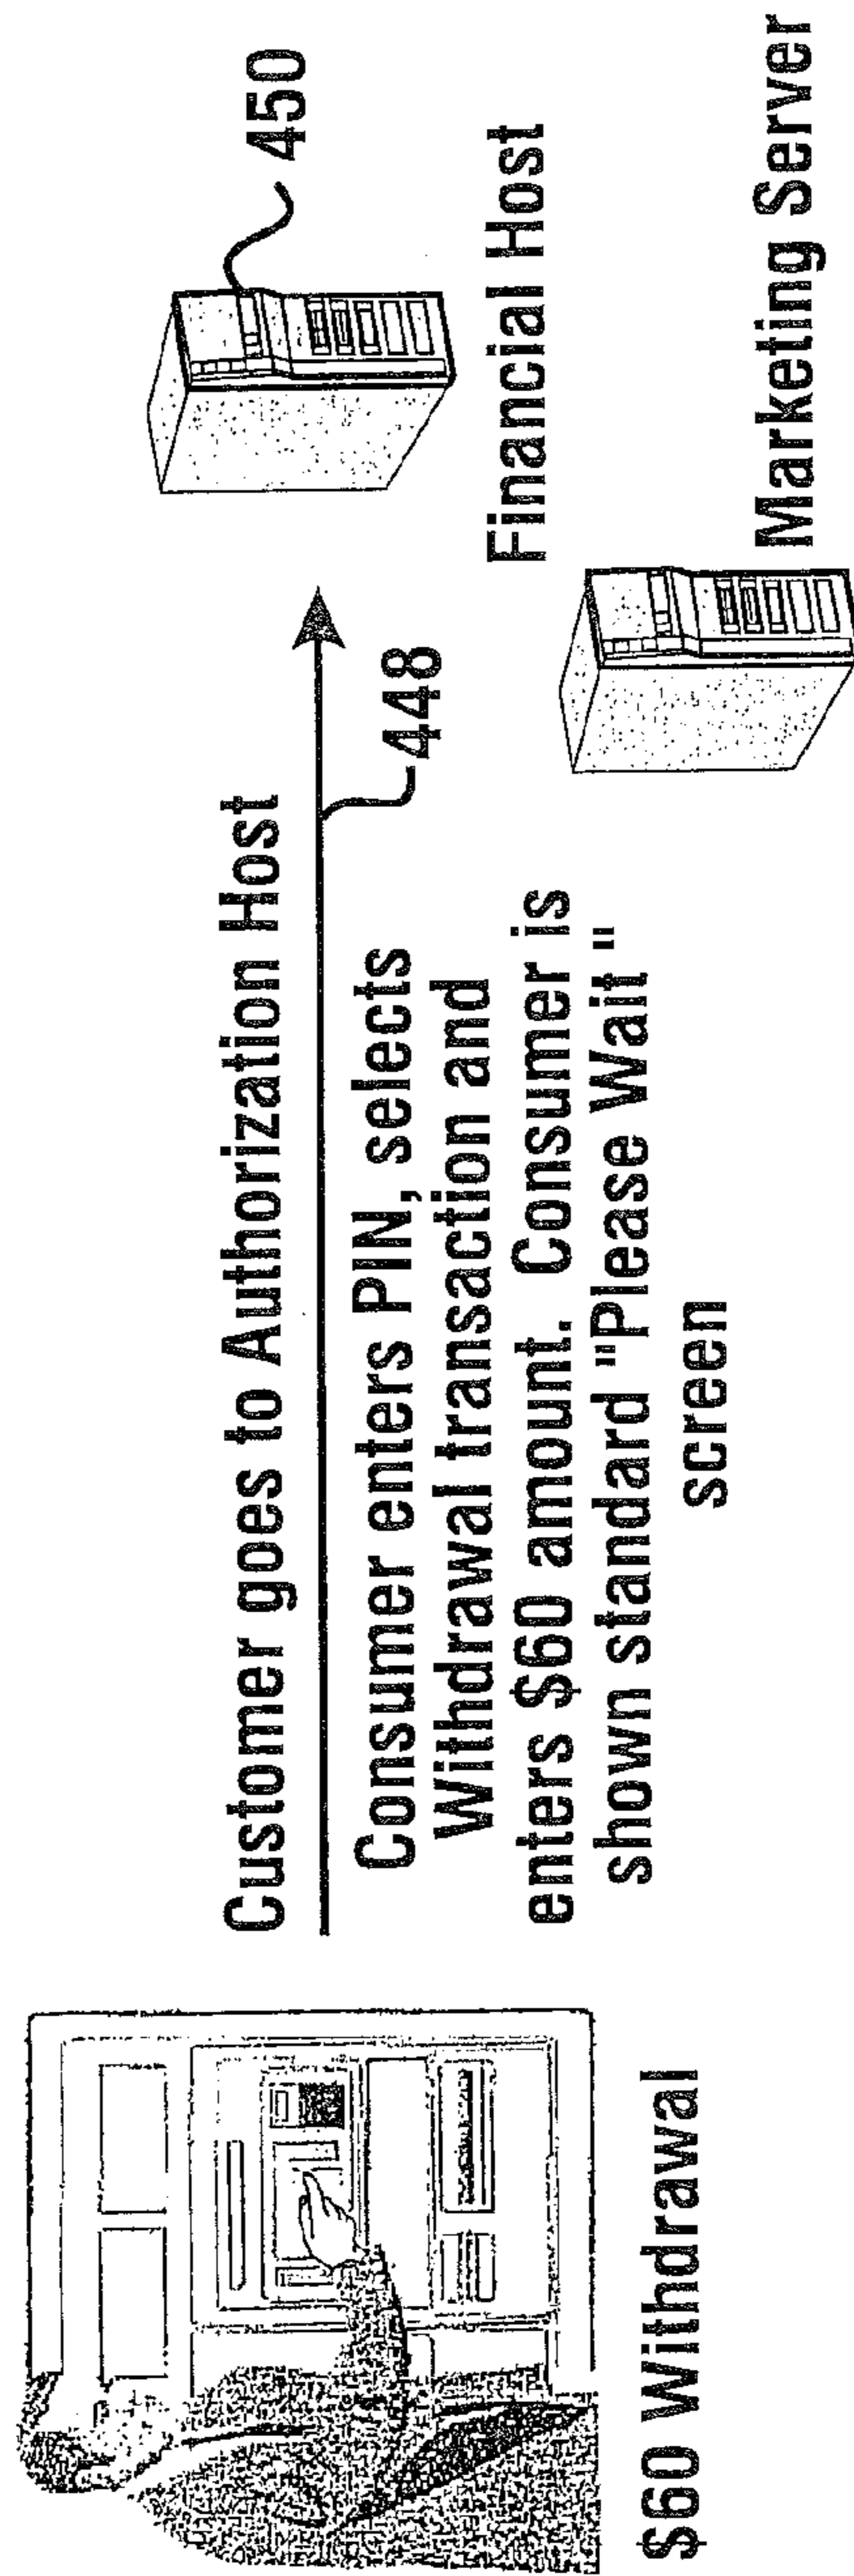 Customer goes to Authorization Host
450
448
Consumer enters PIN, selects
Withdrawal transaction and
enters $60 amount. Consumer is
shown standard "Please Wait "
screen
Financial Host
Marketing Server
$60 Withdrawal